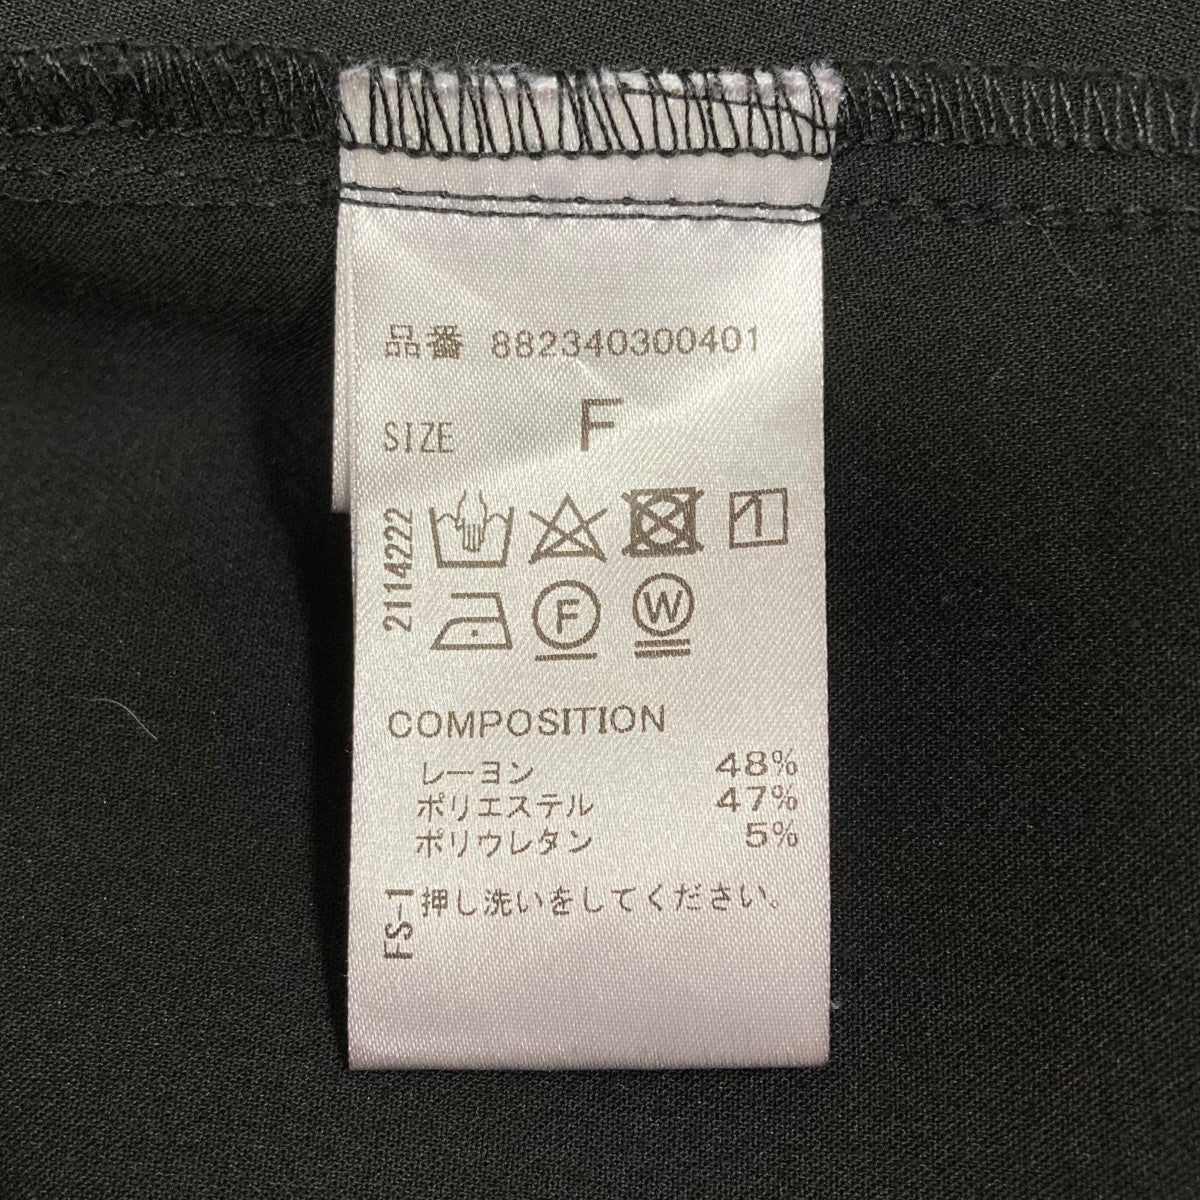 品番 882340300401
SIZE F
2114222
F W
COMPOSITION
レーヨン 48%
ポリエステル 47%
ポリウレタン 5%
押し洗いをしてください。
FS-1